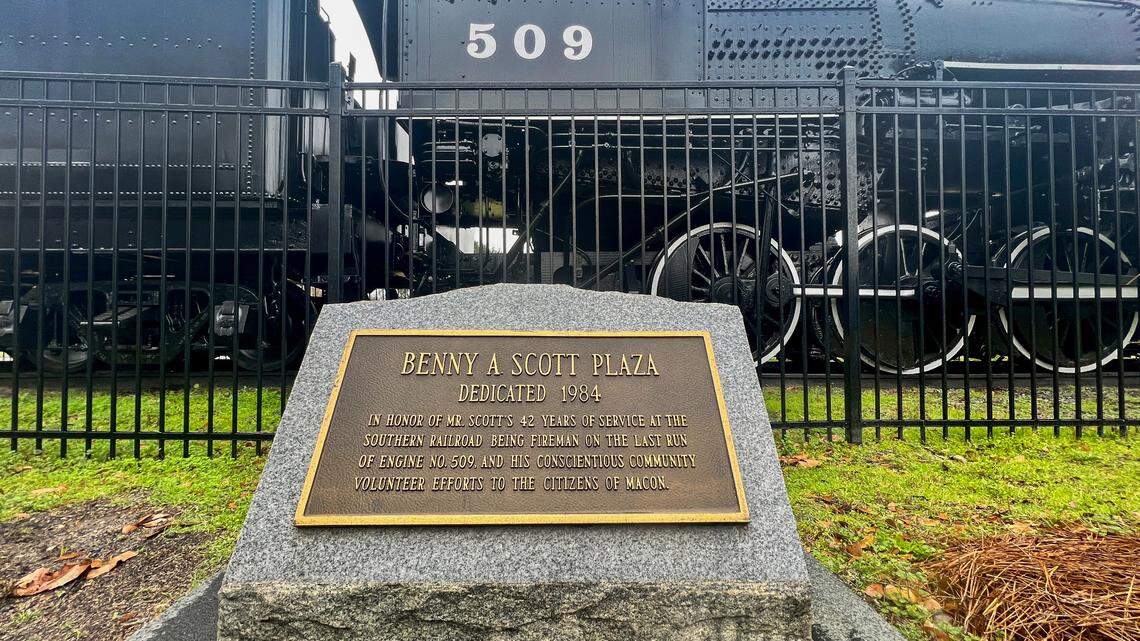 509
BENNY A SCOTT PLAZA
DEDICATED 1984
IN HONOR OF MR. SCOTT'S 42 YEARS OF SERVICE AT THE
SOUTHERN RAILROAD BEING FIREMAN ON THE LAST RUN
OF ENGINE NO. 509, AND HIS CONSCIENTIOUS COMMUNITY
VOLUNTEER EFFORTS TO THE CITIZENS OF MACON.